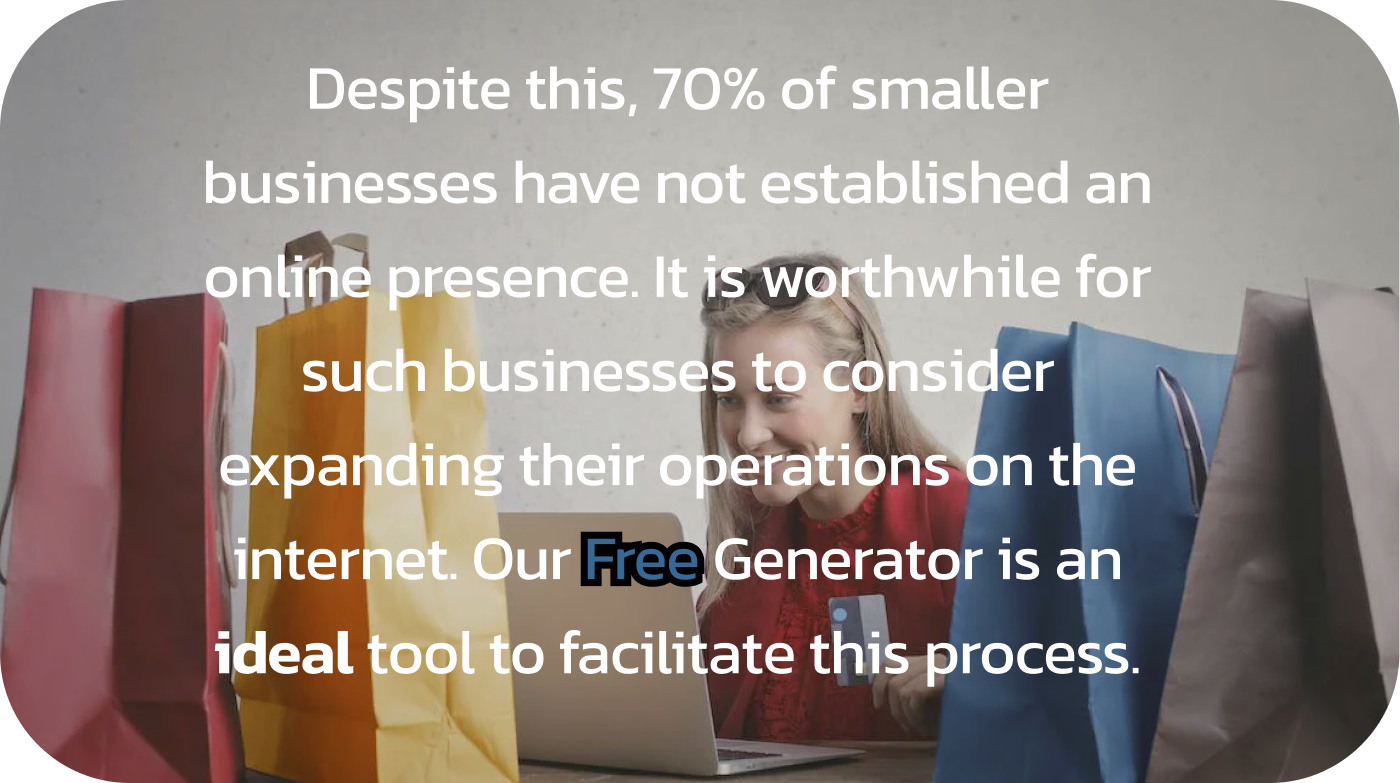 Despite this, 70% of smaller
businesses have not established an
online presence. It is worthwhile for
such businesses to consider
expanding their operations on the
internet. Our Free Generator is an
ideal tool to facilitate this process.